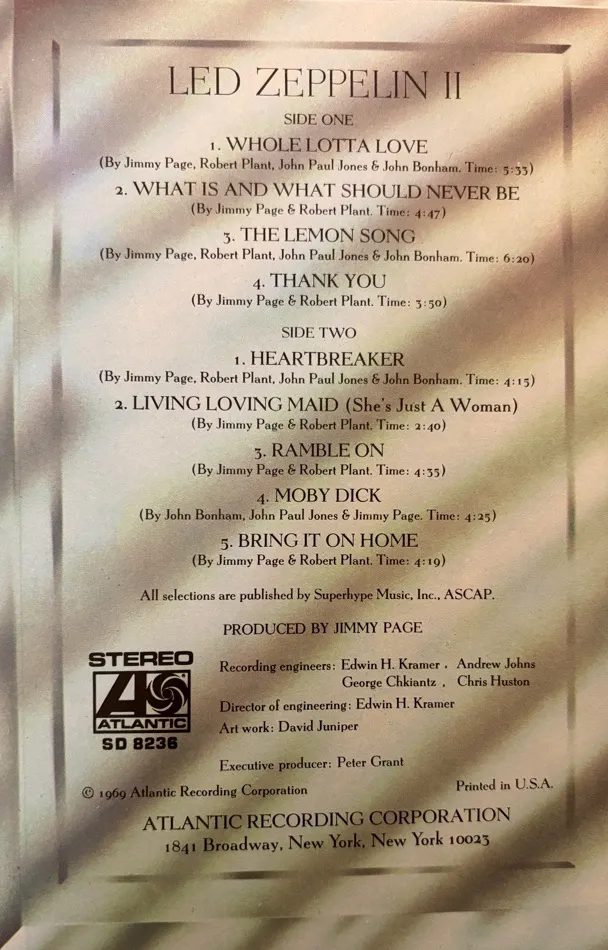 LED ZEPPELIN II
SIDE ONE
1. WHOLE LOTTA LOVE
(By Jimmy Page, Robert Plant, John Paul Jones & John Bonham. Time: 5:33)
2. WHAT IS AND WHAT SHOULD NEVER BE
(By Jimmy Page & Robert Plant. Time: 4:47)
3. THE LEMON SONG
(By Jimmy Page, Robert Plant, John Paul Jones & John Bonham. Time: 6:20)
4. THANK YOU
(By Jimmy Page & Robert Plant. Time: 3:50)
SIDE TWO
1. HEARTBREAKER
(By Jimmy Page, Robert Plant, John Paul Jones & John Bonham. Time: 4:15)
2. LIVING LOVING MAID (She's Just A Woman)
(By Jimmy Page & Robert Plant. Time: 2:40)
3. RAMBLE ON
(By Jimmy Page & Robert Plant. Time: 4:35)
4. MOBY DICK
(By John Bonham, John Paul Jones & Jimmy Page. Time: 4:25)
5. BRING IT ON HOME
(By Jimmy Page & Robert Plant. Time: 4:19)
All selections are published by Superhype Music, Inc., ASCAP.
PRODUCED BY JIMMY PAGE
STEREO
ATLANTIC
SD 8236
Recording engineers: Edwin H. Kramer , Andrew Johns
George Chkiantz , Chris Huston
Director of engineering: Edwin H. Kramer
Art work: David Juniper
Executive producer: Peter Grant
© 1969 Atlantic Recording Corporation Printed in U.S.A.
ATLANTIC RECORDING CORPORATION
1841 Broadway, New York, New York 10023